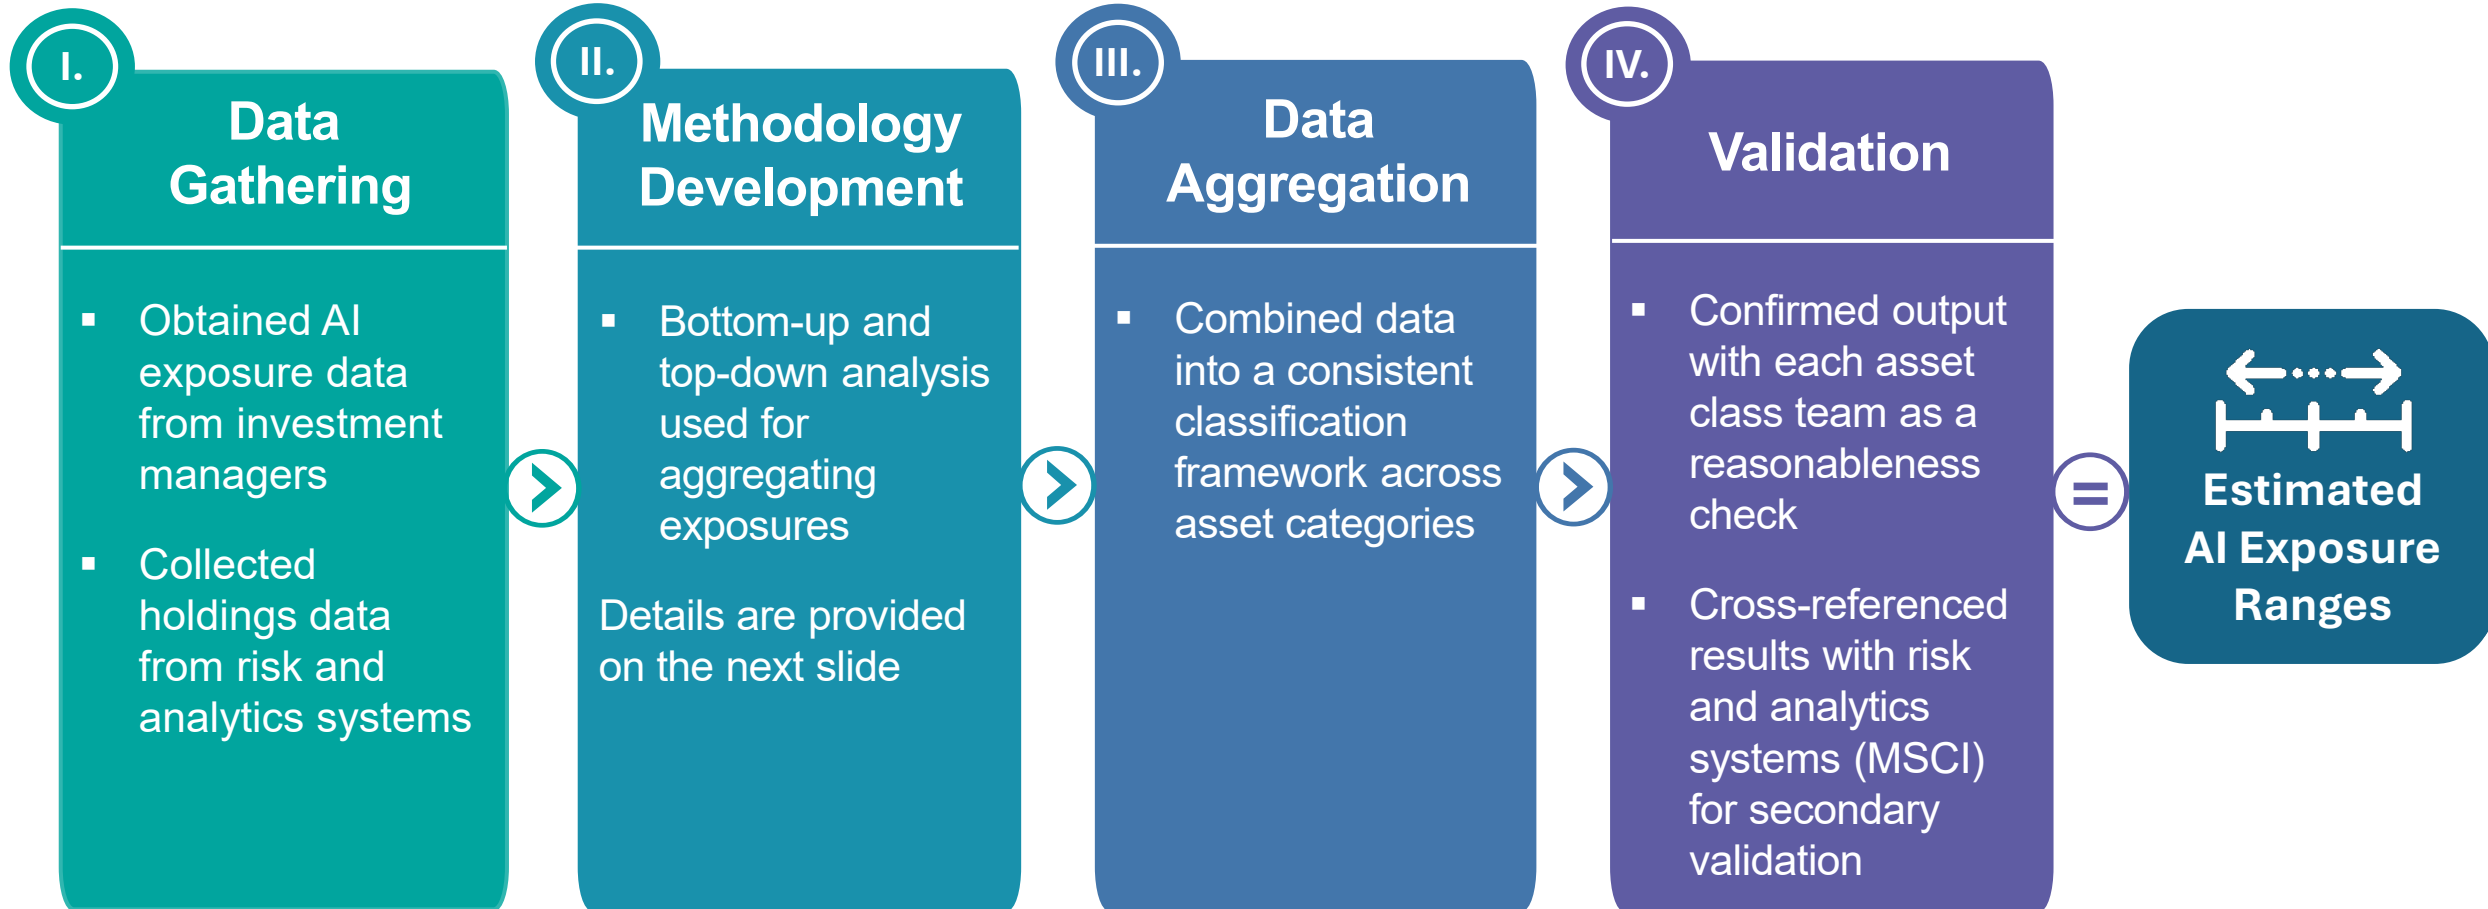 I.
Data
Gathering
▪ Obtained AI
exposure data
from investment
managers
▪ Collected
holdings data
from risk and
analytics systems
II.
Methodology
Development
▪ Bottom-up and
top-down analysis
used for
aggregating
exposures
Details are provided
on the next slide
III.
Data
Aggregation
▪ Combined data
into a consistent
classification
framework across
asset categories
IV.
Validation
▪ Confirmed output
with each asset
class team as a
reasonableness
check
▪ Cross-referenced
results with risk
and analytics
systems (MSCI)
for secondary
validation
=
Estimated
AI Exposure
Ranges